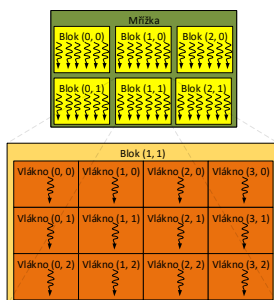 Mřížka
Blok (0, 0) Blok (1, 0) Blok (2, 0)
Blok (0, 1) Blok (1, 1) Blok (2, 1)
Blok (1, 1)
Vlákno (0, 0) Vlákno (1, 0) Vlákno (2, 0) Vlákno (3, 0)
Vlákno (0, 1) Vlákno (1, 1) Vlákno (2, 1) Vlákno (3, 1)
Vlákno (0, 2) Vlákno (1, 2) Vlákno (2, 2) Vlákno (3, 2)